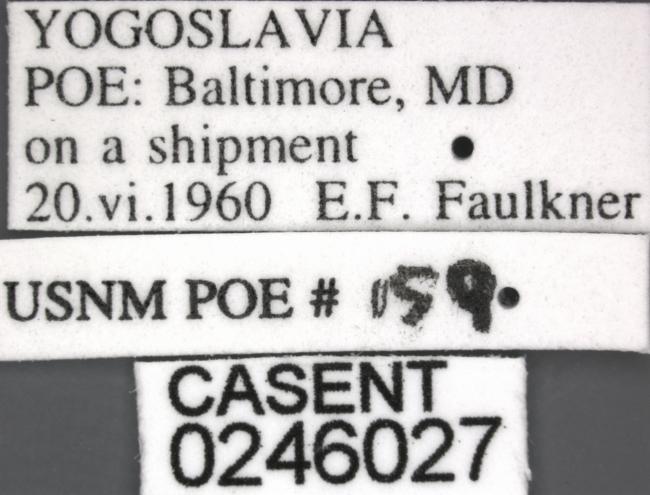 YOGOSLAVIA
POE: Baltimore, MD
on a shipment
20.vi.1960 E.F. Faulkner
USNM POE # 159
CASENT
0246027